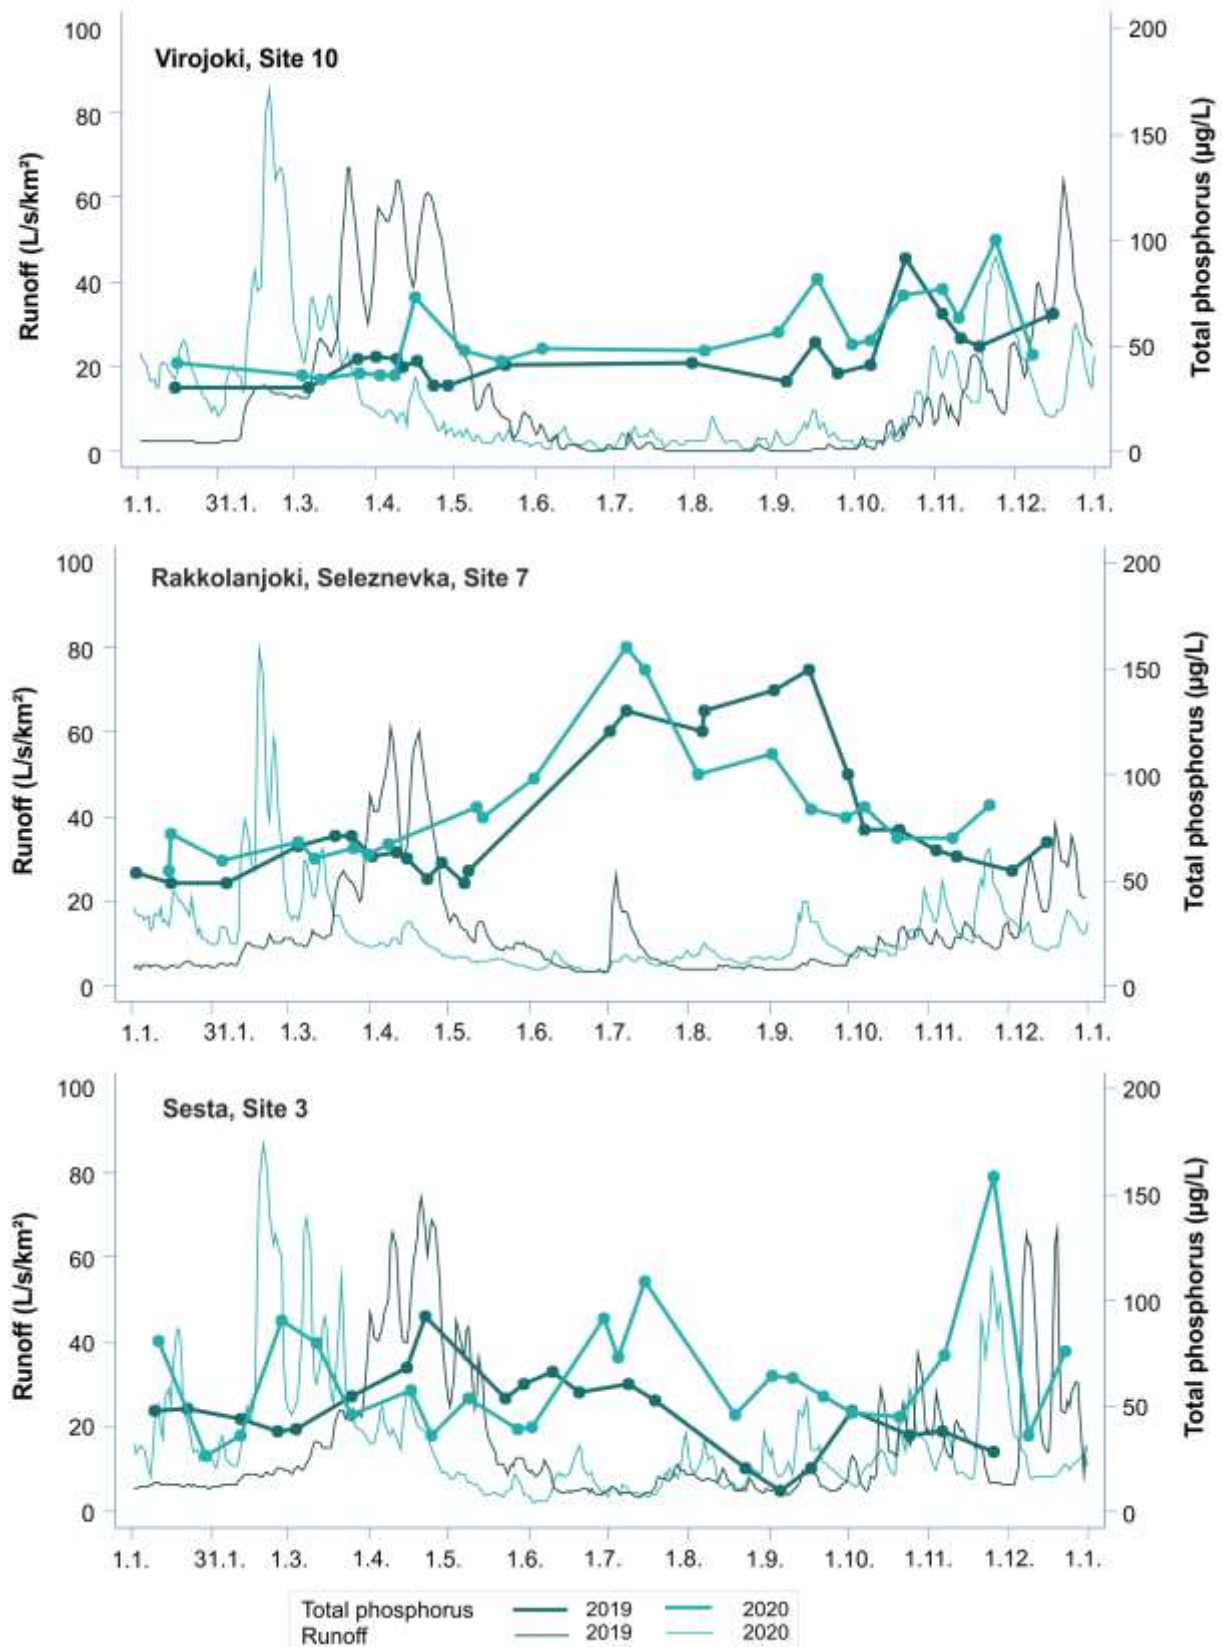 Virojoki, Site 10
Runoff (L/s/km²)
Total phosphorus (µg/L)
100
80
60
40
20
0
200
150
100
50
0
1.1. 31.1. 1.3. 1.4. 1.5. 1.6. 1.7. 1.8. 1.9. 1.10. 1.11. 1.12. 1.1.
Rakkolanjoki, Seleznevka, Site 7
Runoff (L/s/km²)
Total phosphorus (µg/L)
100
80
60
40
20
0
200
150
100
50
0
1.1. 31.1. 1.3. 1.4. 1.5. 1.6. 1.7. 1.8. 1.9. 1.10. 1.11. 1.12. 1.1.
Sesta, Site 3
Runoff (L/s/km²)
Total phosphorus (µg/L)
100
80
60
40
20
0
200
150
100
50
0
1.1. 31.1. 1.3. 1.4. 1.5. 1.6. 1.7. 1.8. 1.9. 1.10. 1.11. 1.12. 1.1.
Total phosphorus 2019 2020
Runoff 2019 2020